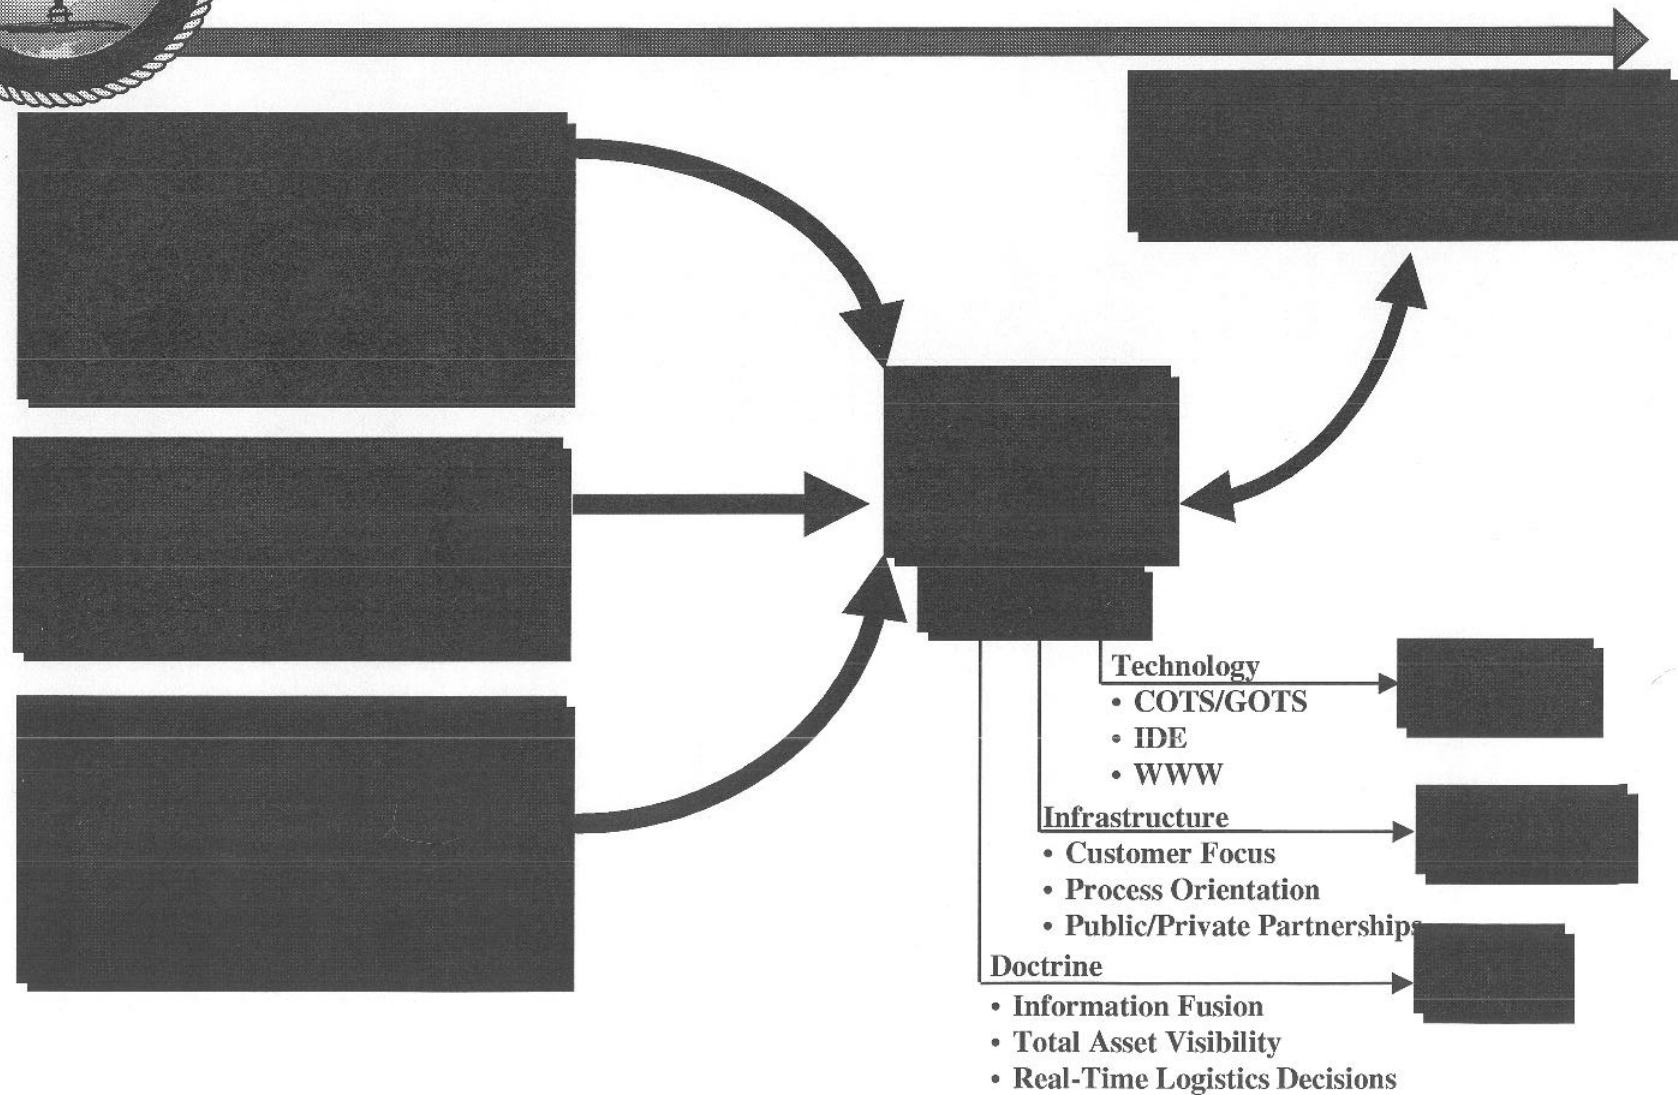 Technology
• COTS/GOTS
• IDE
• WWW
Infrastructure
• Customer Focus
• Process Orientation
• Public/Private Partnerships
Doctrine
• Information Fusion
• Total Asset Visibility
• Real-Time Logistics Decisions